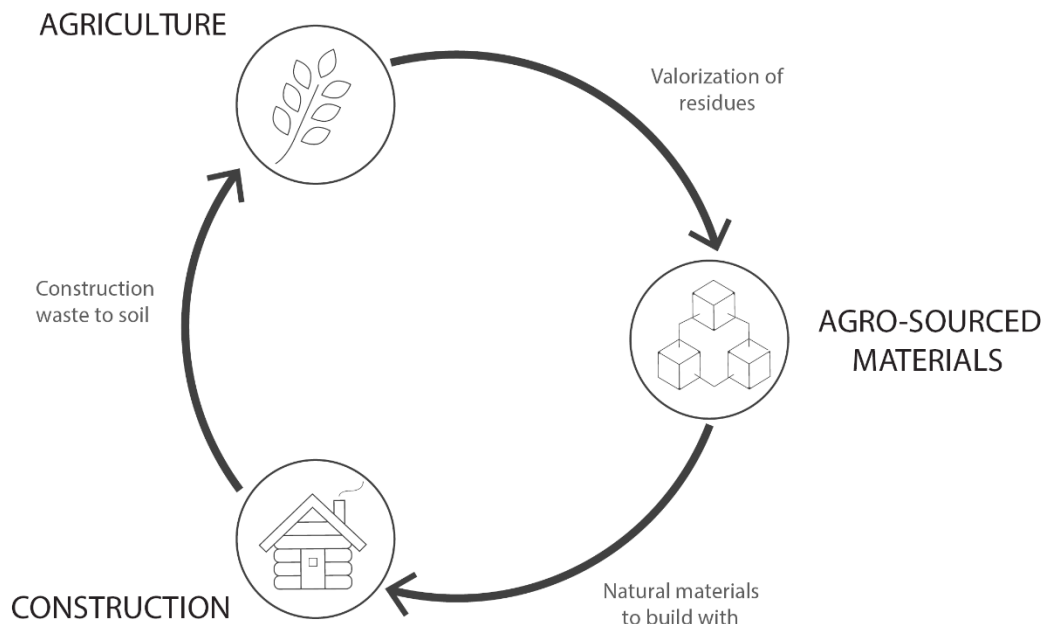 AGRICULTURE
Valorization of
residues
Construction
waste to soil
AGRO-SOURCED
MATERIALS
Natural materials
to build with
CONSTRUCTION